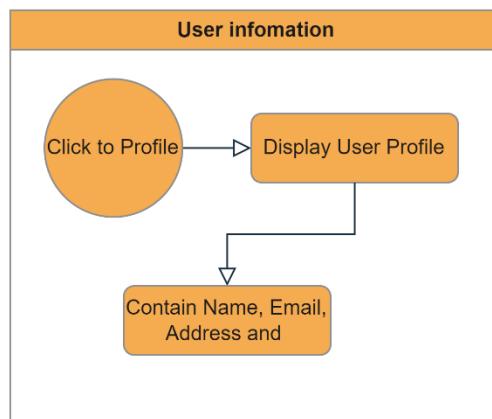 User infomation
Click to Profile
Display User Profile
Contain Name, Email,
Address and